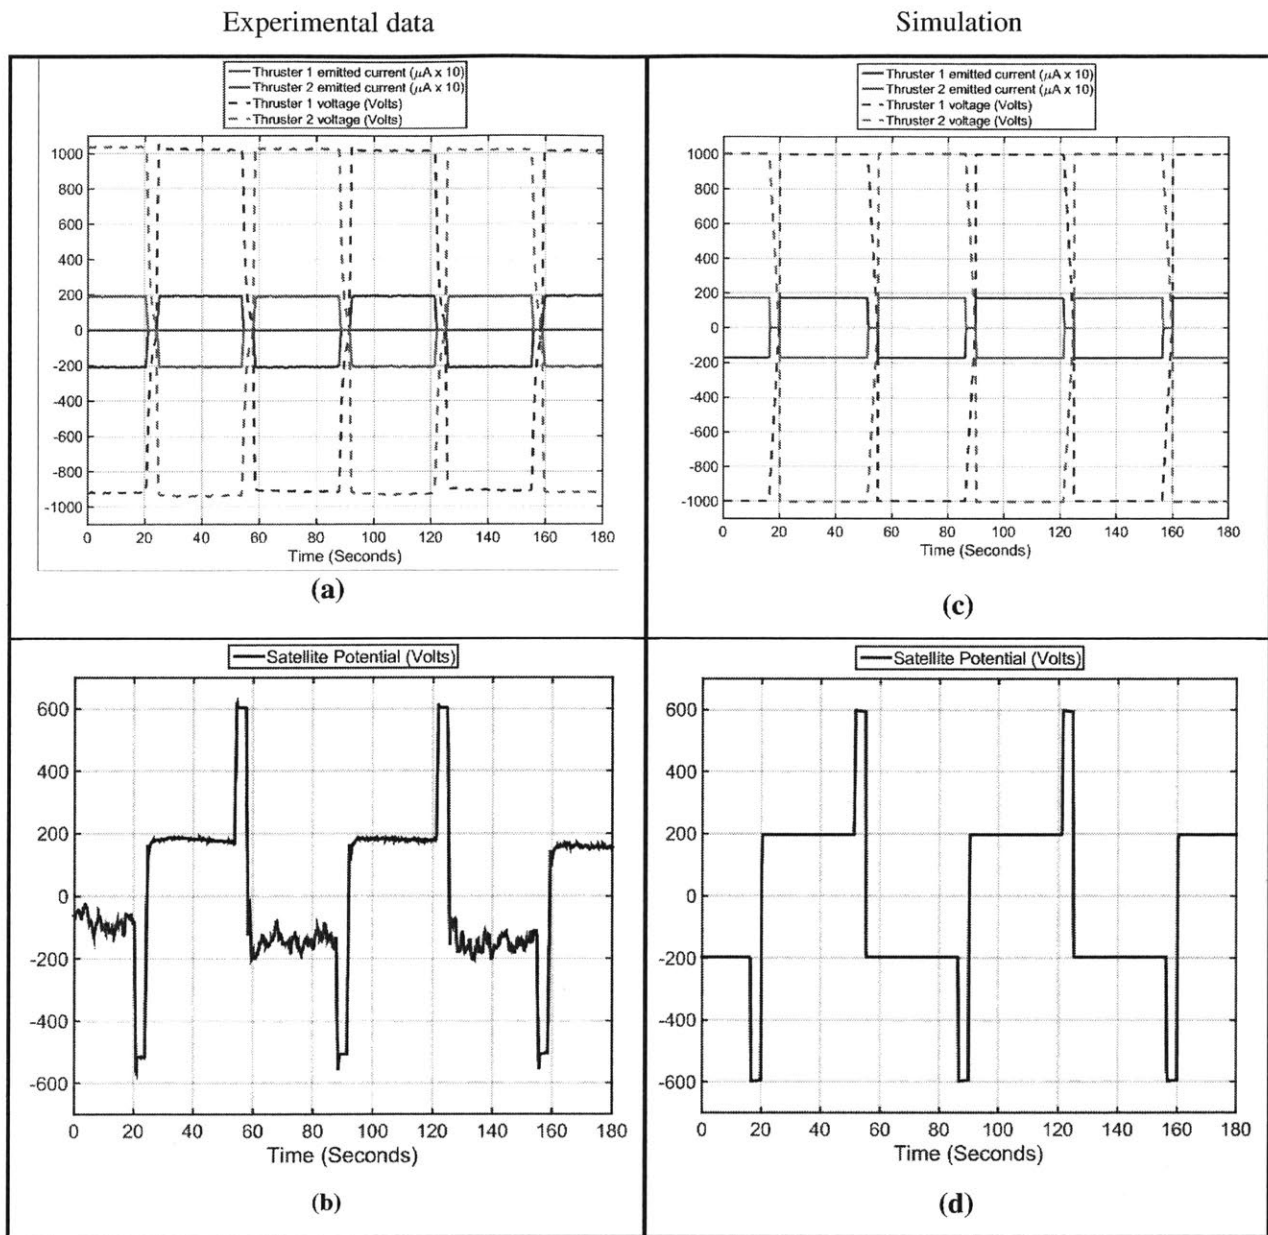 Experimental data
Simulation
Thruster 1 emitted current (μA x 10)
Thruster 2 emitted current (μA x 10)
Thruster 1 voltage (Volts)
Thruster 2 voltage (Volts)
1000
800
600
400
200
0
-200
-400
-600
-800
-1000
0 20 40 60 80 100 120 140 160 180
Time (Seconds)
(a)
Thruster 1 emitted current (μA x 10)
Thruster 2 emitted current (μA x 10)
Thruster 1 voltage (Volts)
Thruster 2 voltage (Volts)
1000
800
600
400
200
0
-200
-400
-600
-800
-1000
0 20 40 60 80 100 120 140 160 180
Time (Seconds)
(c)
Satellite Potential (Volts)
600
400
200
0
-200
-400
-600
0 20 40 60 80 100 120 140 160 180
Time (Seconds)
(b)
Satellite Potential (Volts)
600
400
200
0
-200
-400
-600
0 20 40 60 80 100 120 140 160 180
Time (Seconds)
(d)